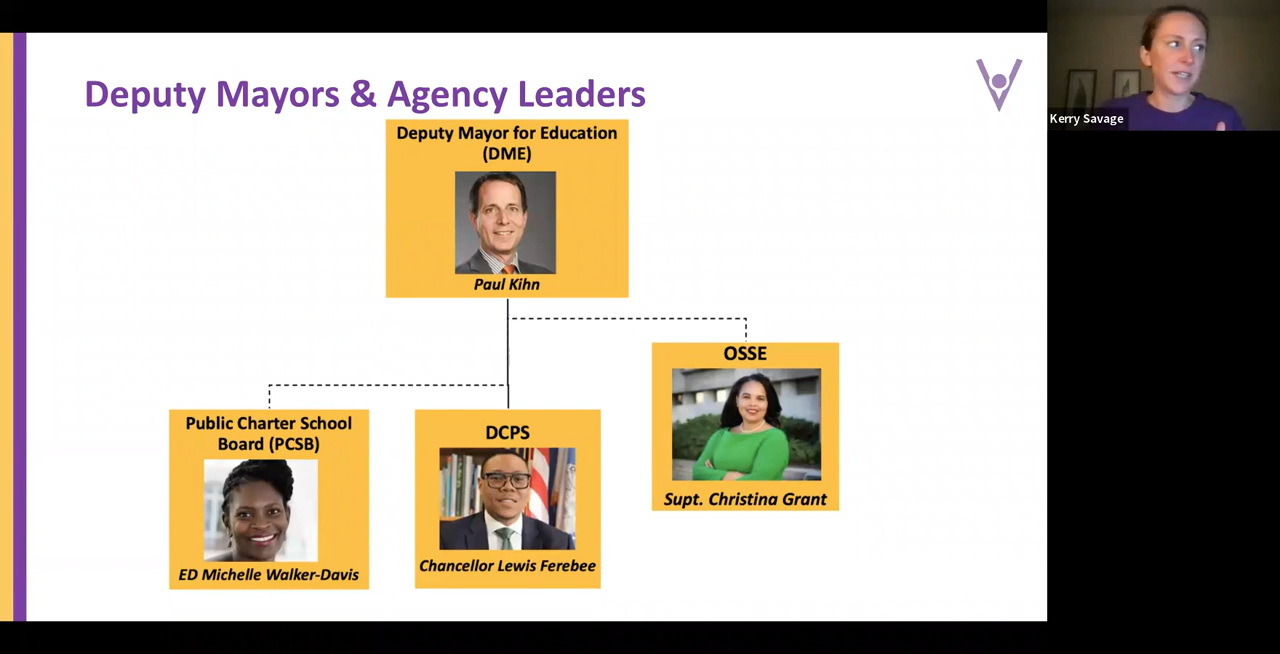 Deputy Mayors & Agency Leaders
Kerry Savage
Deputy Mayor for Education
(DME)
Paul Kihn
OSSE
Supt. Christina Grant
Public Charter School
Board (PCSB)
ED Michelle Walker-Davis
DCPS
Chancellor Lewis Ferebee